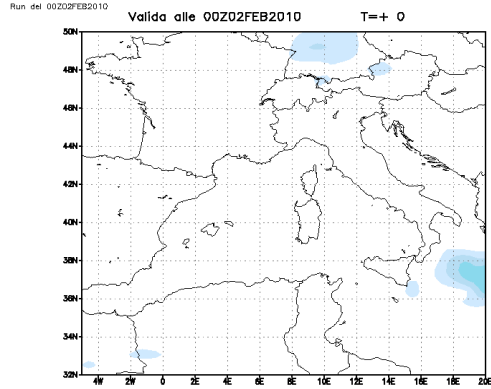 Run del 00Z02FEB2010
Valida alle 00Z02FEB2010 T=+ 0
50N
48N
46N
44N
42N
40N
38N
36N
34N
32N
4W 2W 0 2E 4E 6E 8E 10E 12E 14E 16E 18E 20E